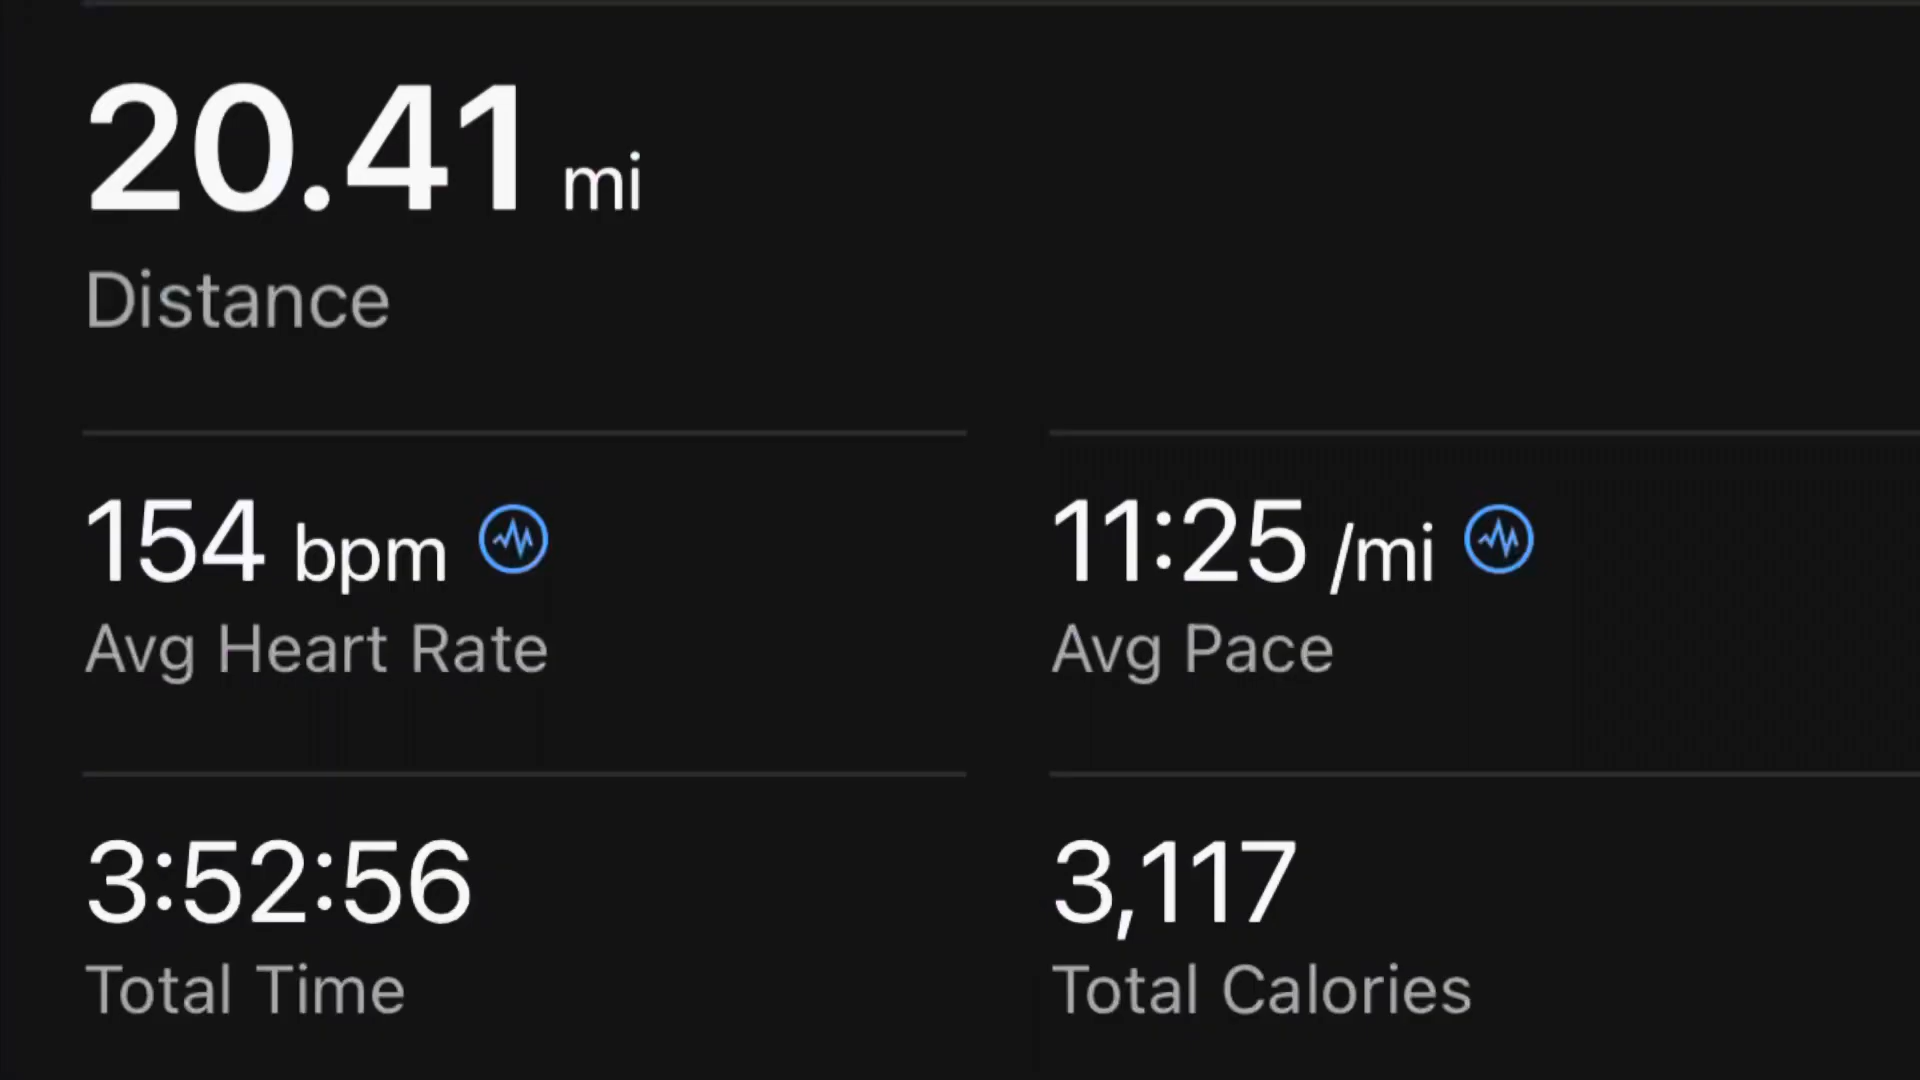 20.41 mi
Distance
154 bpm
11:25 /mi
Avg Heart Rate
Avg Pace
3:52:56
3,117
Total Time
Total Calories